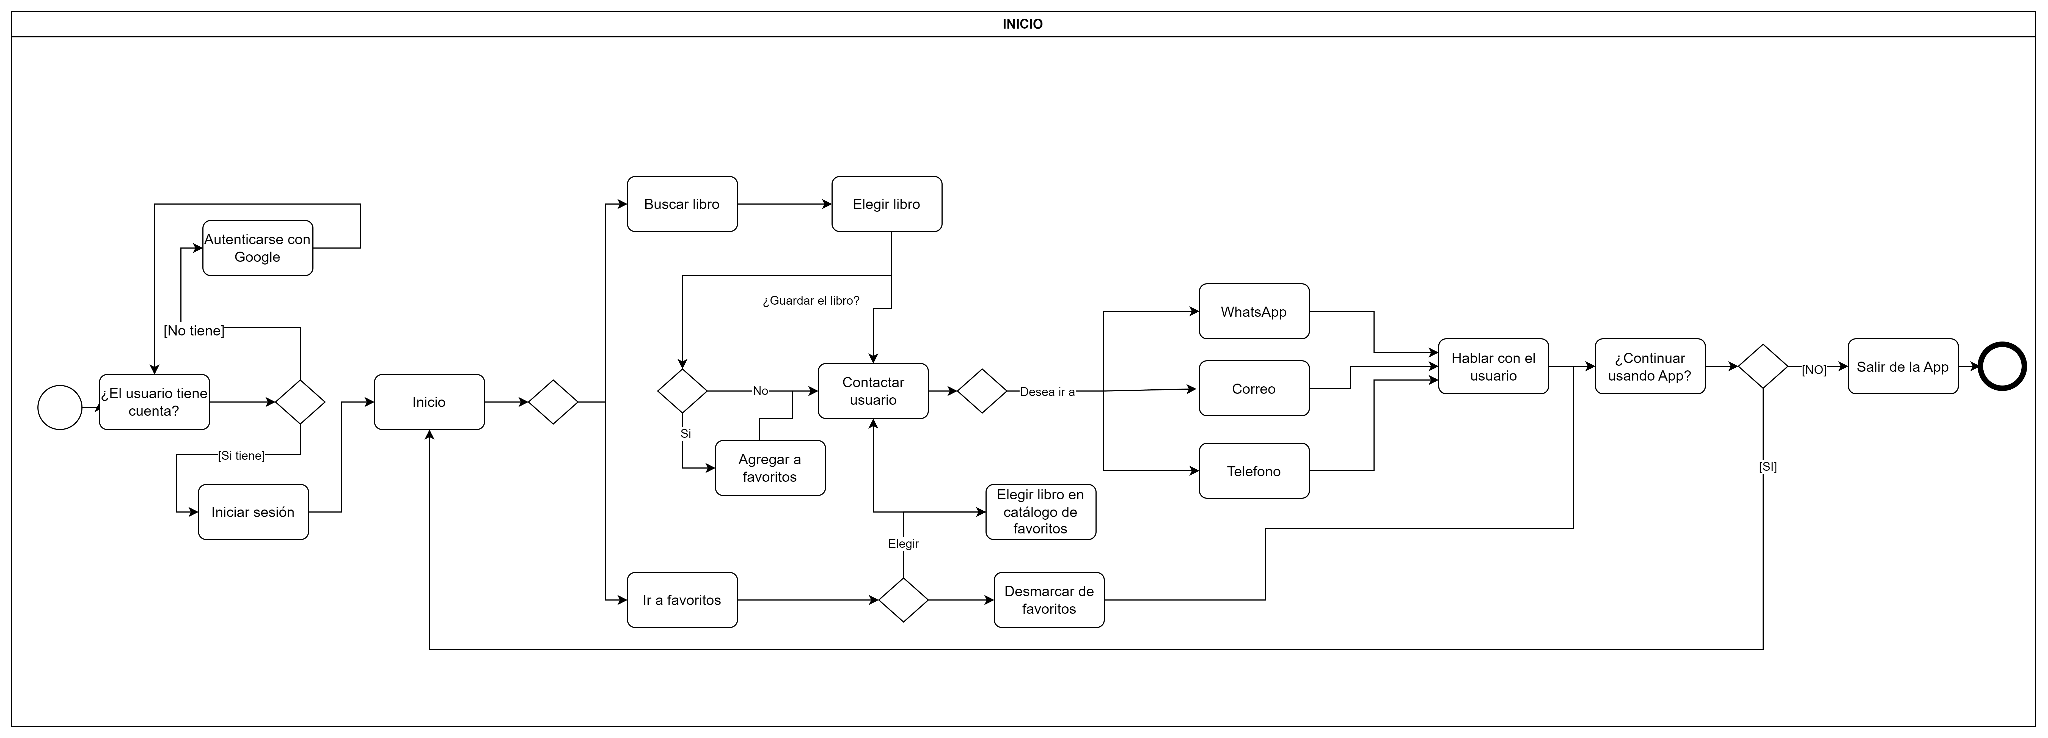 INICIO
Buscar libro
Elegir libro
Autenticarse con
Google
¿Guardar el libro?
WhatsApp
[No tiene]
¿El usuario tiene
cuenta?
Inicio
No
Contactar
usuario
Desea ir a
Correo
Hablar con el
usuario
¿Continuar
usando App?
[NO]
Salir de la App
Si
[Si tiene]
Agregar a
favoritos
Telefono
[SI]
Iniciar sesión
Elegir libro en
catálogo de
favoritos
Elegir
Ir a favoritos
Desmarcar de
favoritos